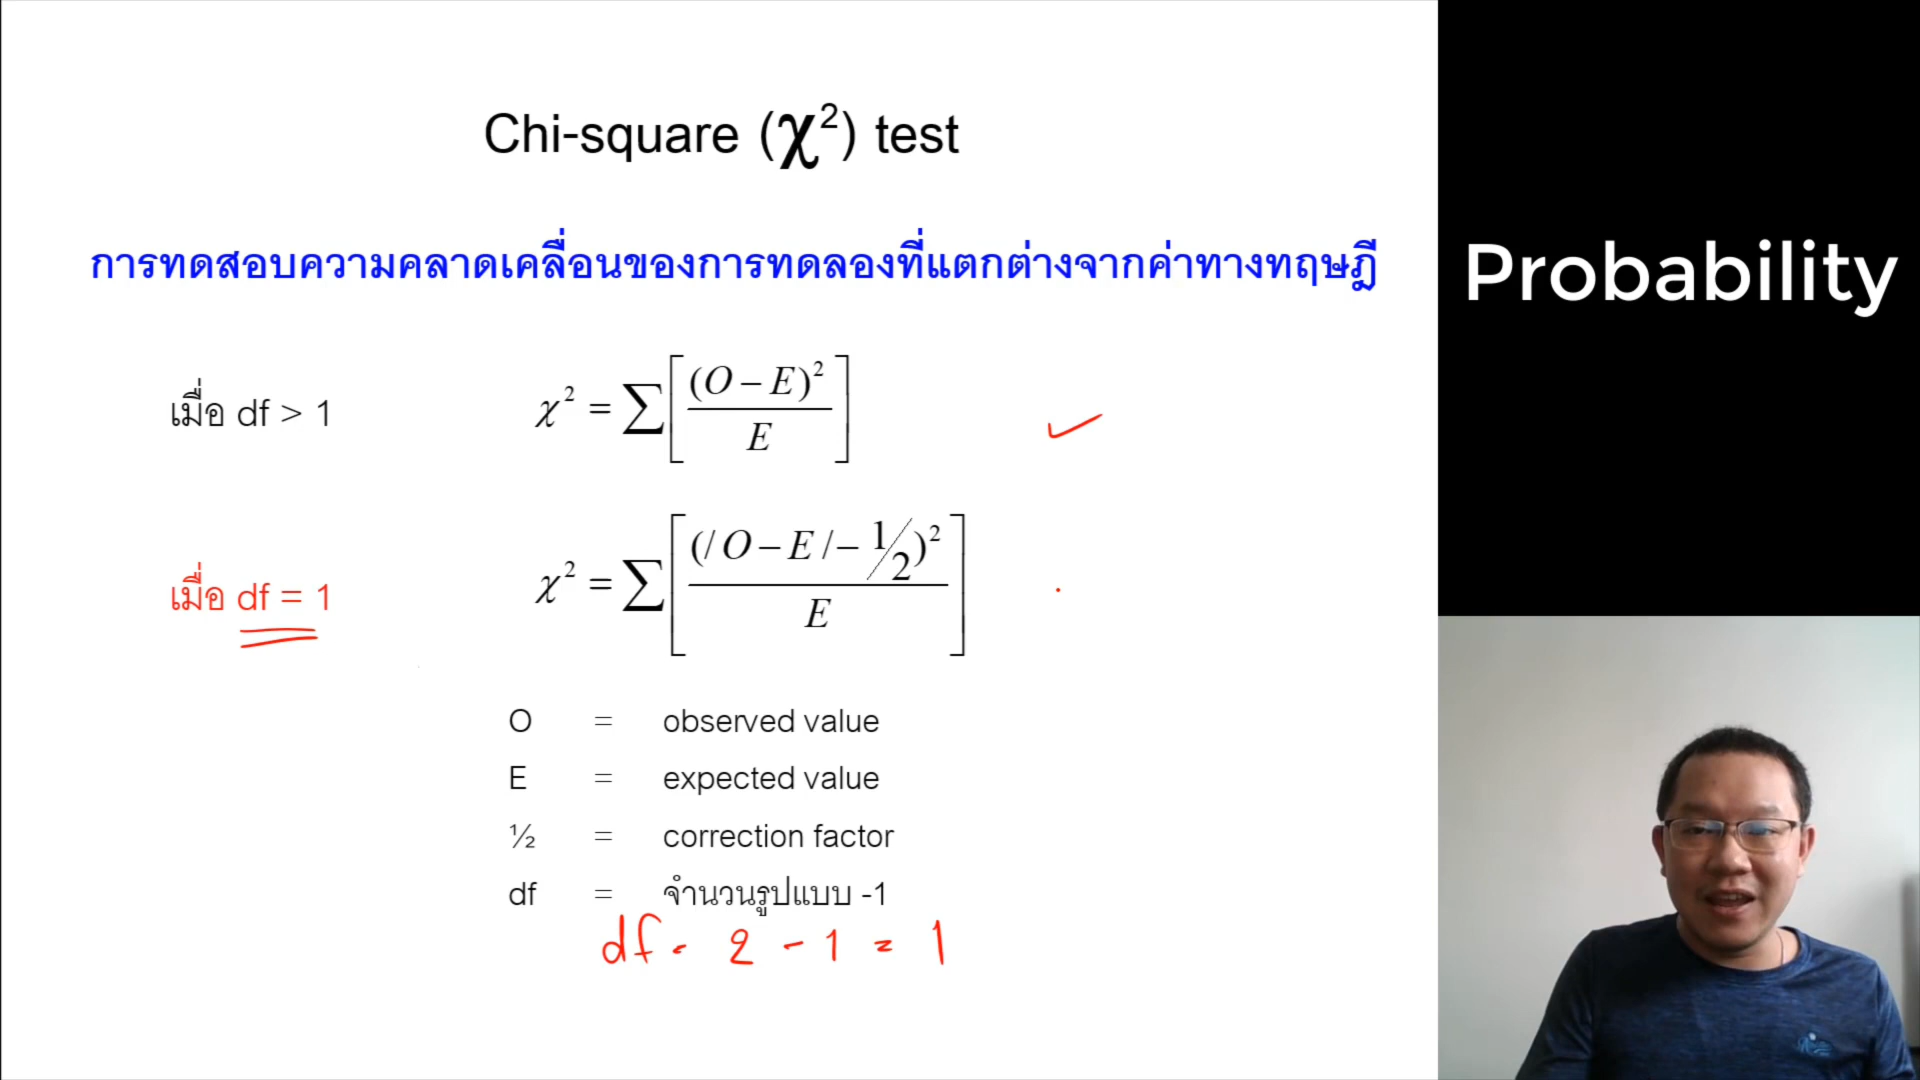 Chi-square (χ²) test
การทดสอบความคลาดเคลื่อนของการทดลองที่แตกต่างจากค่าทางทฤษฎี
Probability
เมื่อ df > 1 χ² = ∑[(O – E)² / E]
เมื่อ df = 1 χ² = ∑[(/ O – E / – 1/2)² / E]
O = observed value
E = expected value
½ = correction factor
df = จำนวนรูปแบบ -1
df = 2 - 1 = 1